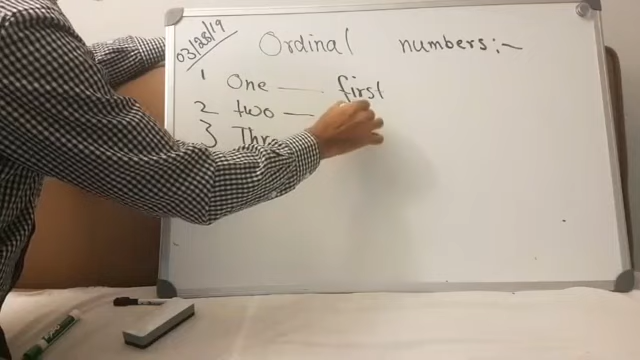 03/28/19
Ordinal numbers:-
1 One — first
2 two —
3 Thr